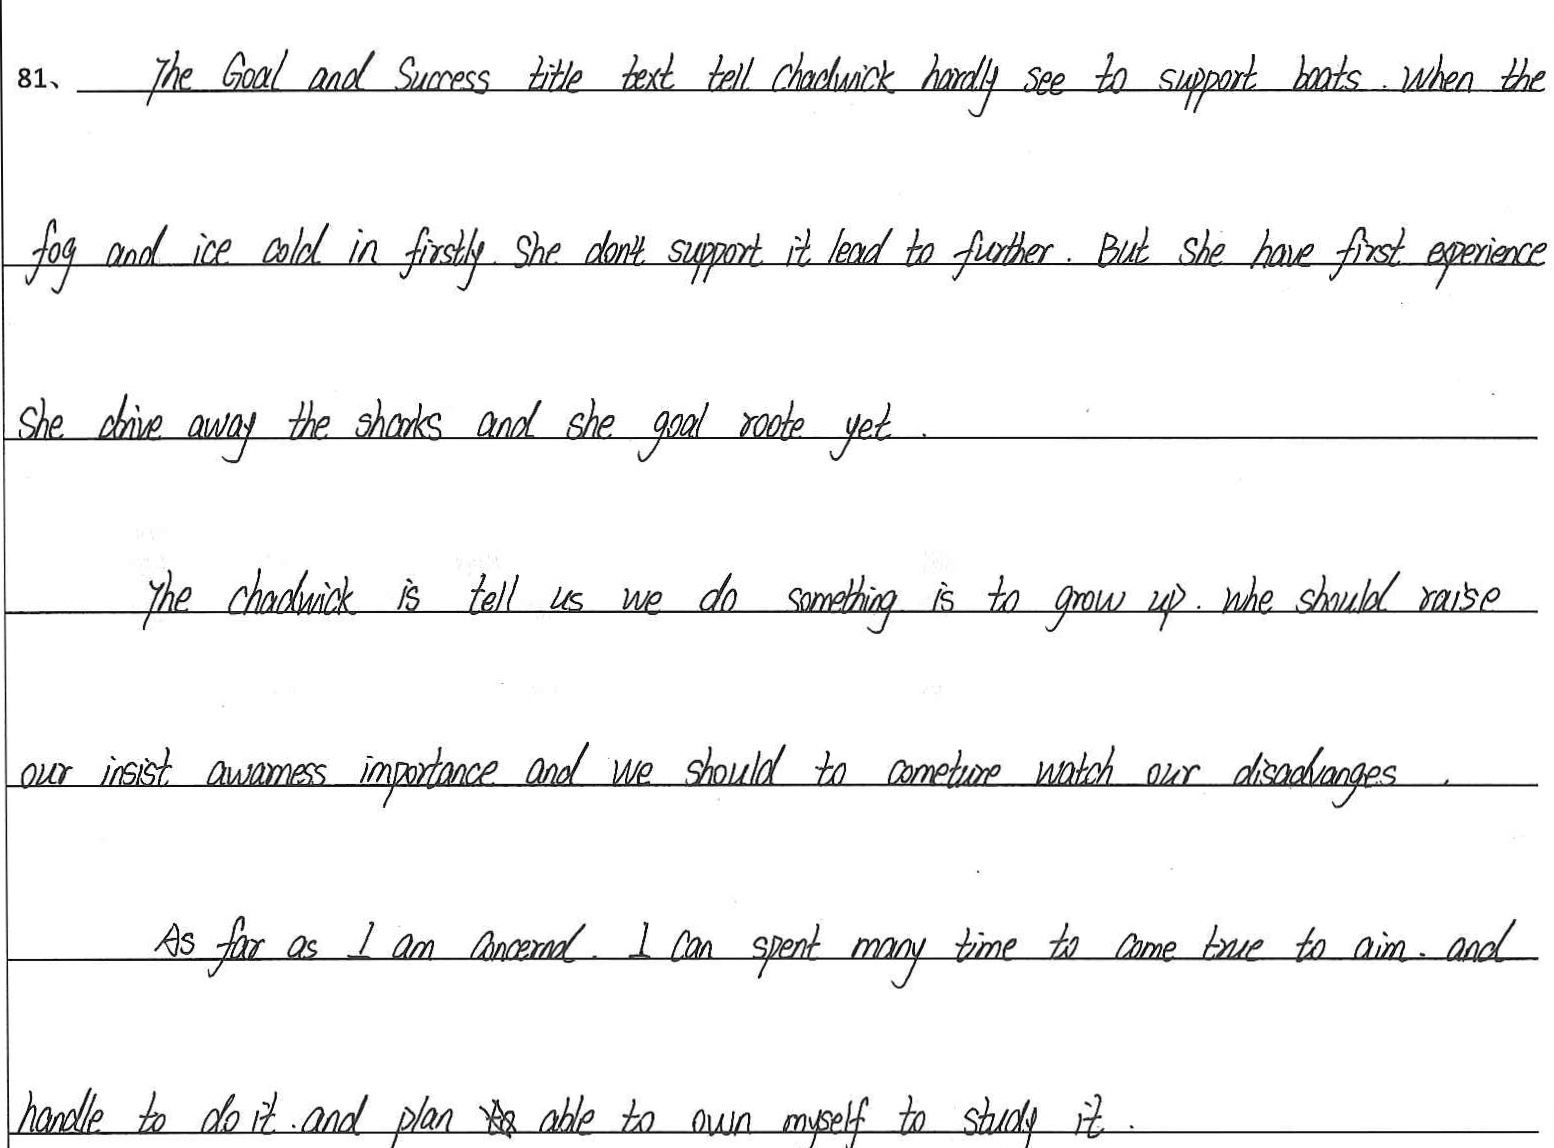 81、 The Goal and Success title text tell Chadwick hardly see to support boats. When the
fog and ice cold in firstly. She don't support it lead to further. But she have first experience
she drive away the sharks and she goal roote yet.
The chadwick is tell us we do something is to grow up. Whe should raise
our insist awarness importance and we should to watch our disadvanges.
As far as I am concernd. I can spent many time to come true to aim. and
handle to do it. and plan able to own myself to study it.